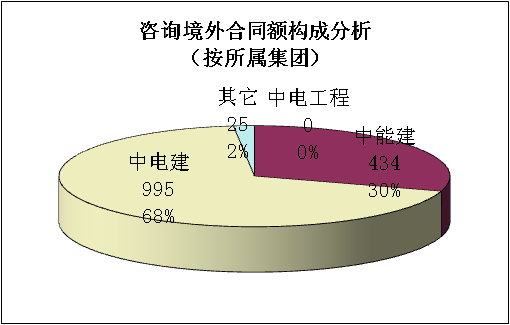 咨询境外合同额构成分析
（按所属集团）
其它
25
2%
中电工程
0
0%
中能建
434
30%
中电建
995
68%